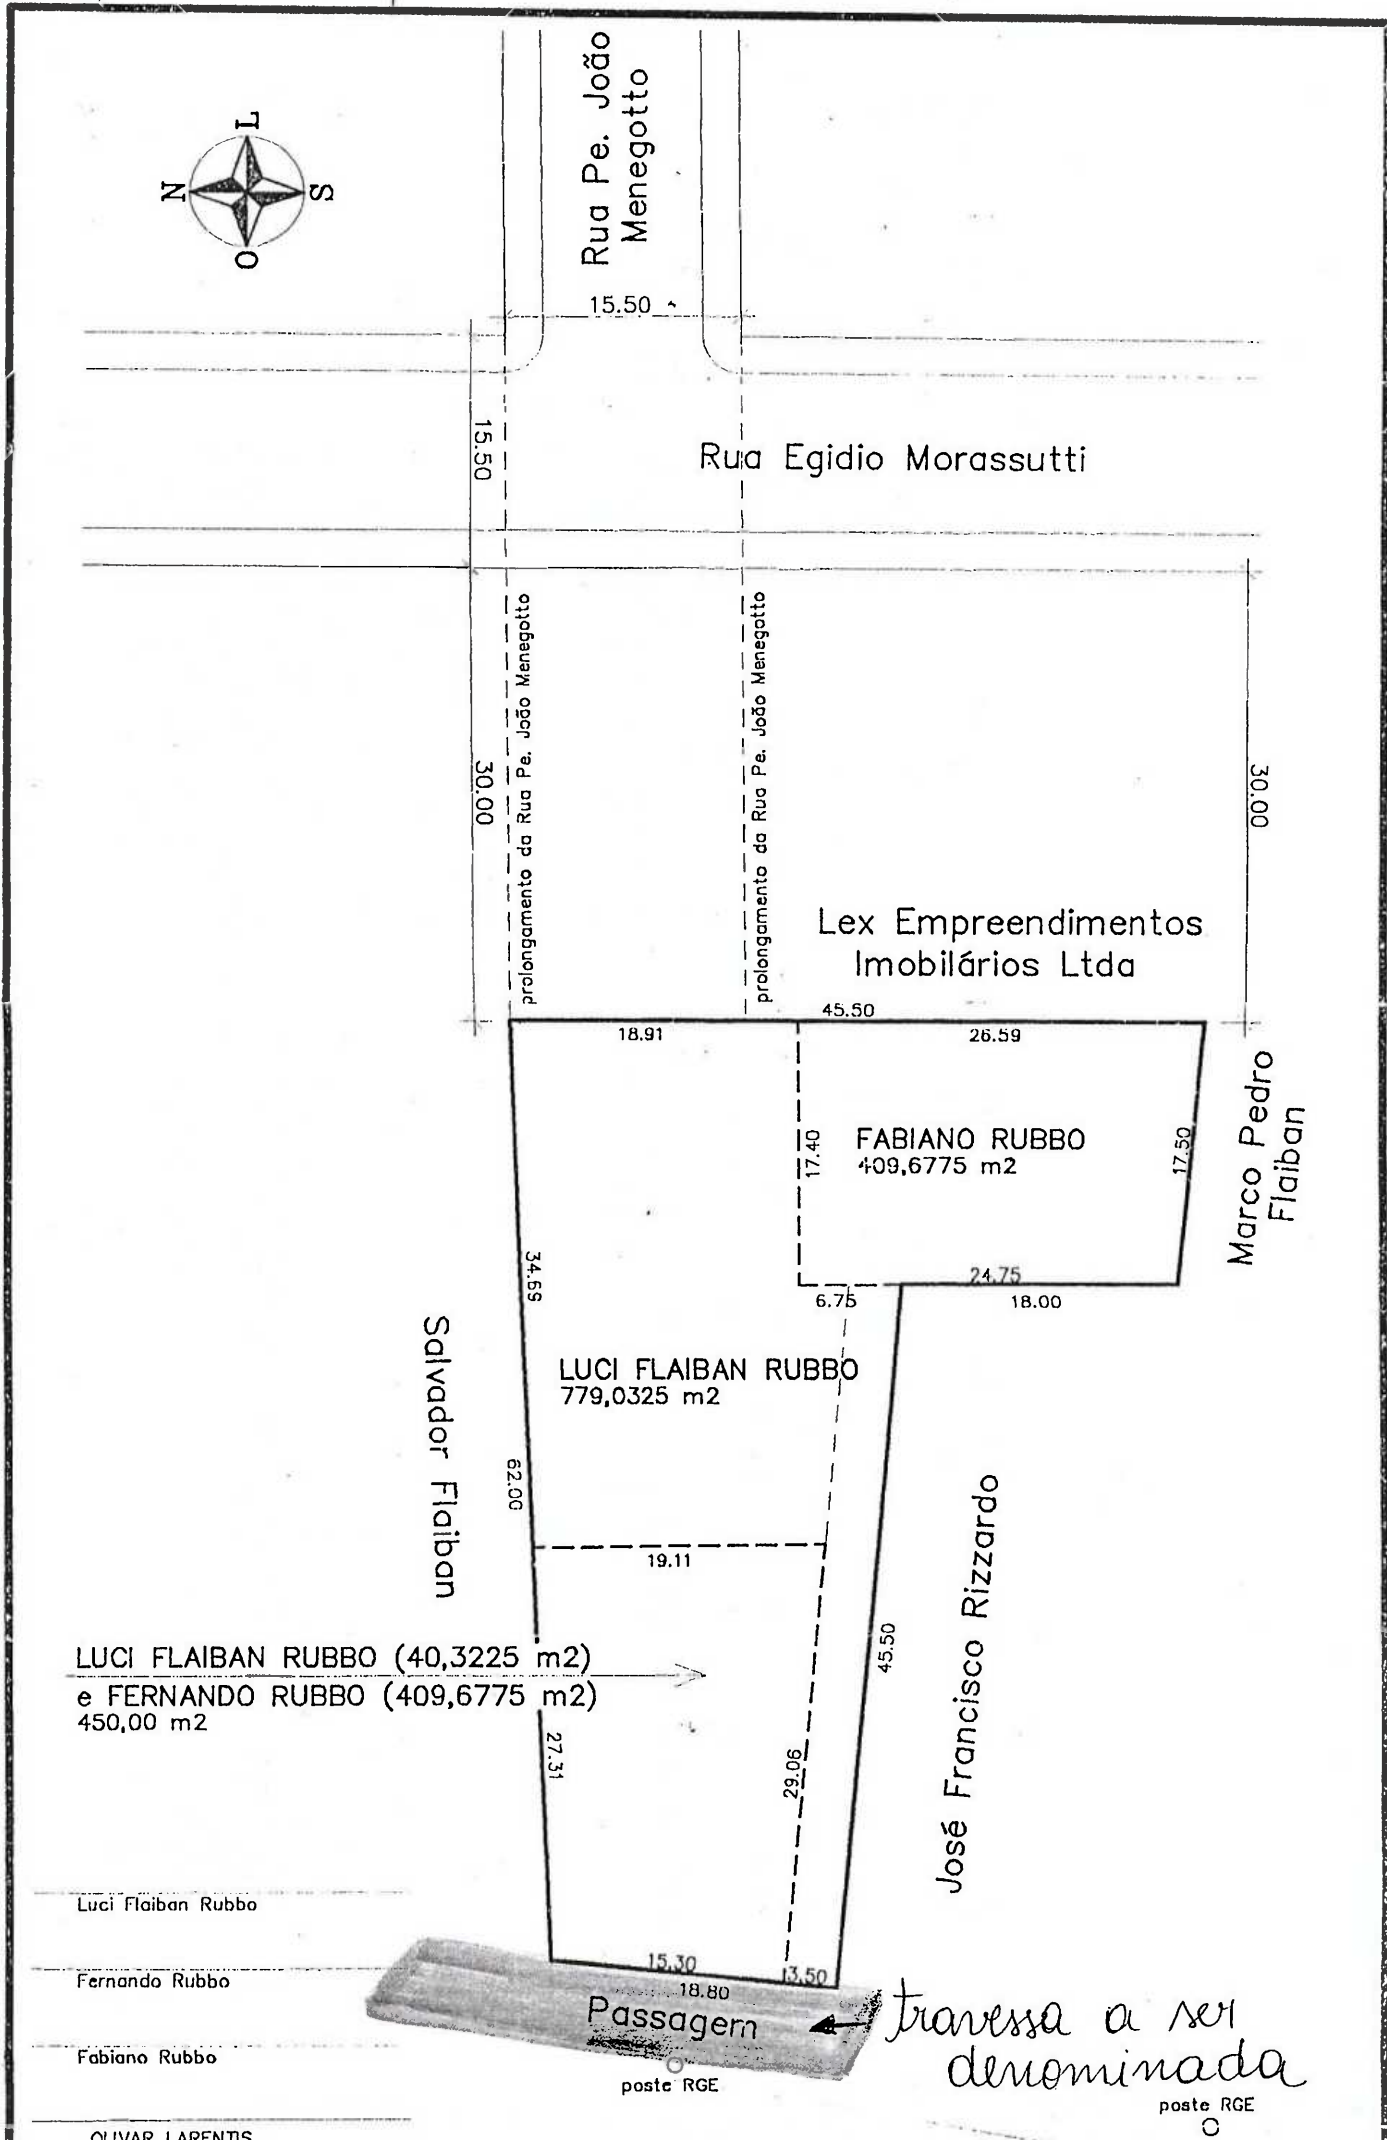 Rua Pe. João
Menegotto
L
N
S
O
15.50
15.50
Rua Egidio Morassutti
prolongamento da Rua Pe. João Menegotto
prolongamento da Rua Pe. João Menegotto
30.00
30.00
Lex Empreendimentos
Imobilários Ltda
45.50
18.91
26.59
Marco Pedro
Flaiban
17.40
FABIANO RUBBO
409,6775 m2
17.50
34.69
24.75
6.75
18.00
Salvador Flaiban
LUCI FLAIBAN RUBBO
779,0325 m2
62.00
19.11
José Francisco Rizzardo
45.50
LUCI FLAIBAN RUBBO (40,3225 m2)
e FERNANDO RUBBO (409,6775 m2)
450,00 m2
27.31
29.06
Luci Flaiban Rubbo
Fernando Rubbo
15.30
3.50
18.80
Passagem
travessa a ser
denominada
Fabiano Rubbo
poste RGE
poste RGE
OLIVAR LARENTIS